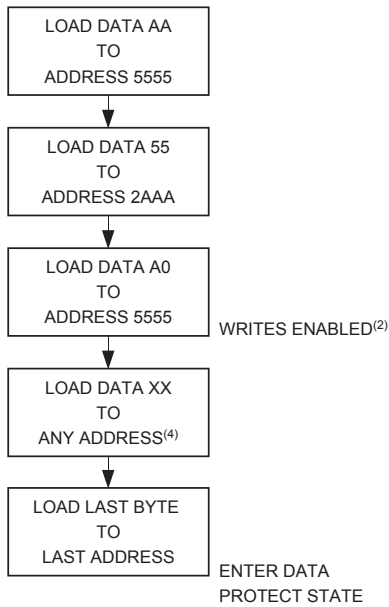 LOAD DATA AA
TO
ADDRESS 5555
LOAD DATA 55
TO
ADDRESS 2AAA
LOAD DATA A0
TO
ADDRESS 5555
WRITES ENABLED(2)
LOAD DATA XX
TO
ANY ADDRESS(4)
LOAD LAST BYTE
TO
LAST ADDRESS
ENTER DATA
PROTECT STATE